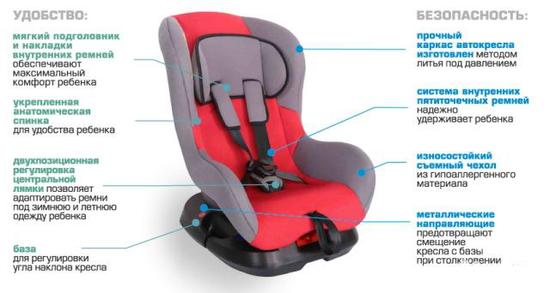 УДОБСТВО:
мягкий подголовник
и накладки
внутренних ремней
обеспечивают
максимальный
комфорт ребенка
укрепленная
анатомическая
спинка
для удобства ребенка
двухпозиционная
регулировка
центральной
лямки позволяет
адаптировать ремни
под зимнюю и летнюю
одежду ребенка
база
для регулировки
угла наклона кресла
БЕЗОПАСНОСТЬ:
прочный
каркас автокресла
изготовлен методом
литья под давлением
система внутренних
пятиточечных ремней
надежно
удерживает ребенка
износостойкий
съемный чехол
из гипоаллергенного
материала
металлические
направляющие
предотвращают
смещение
кресла с базы
при столкновении